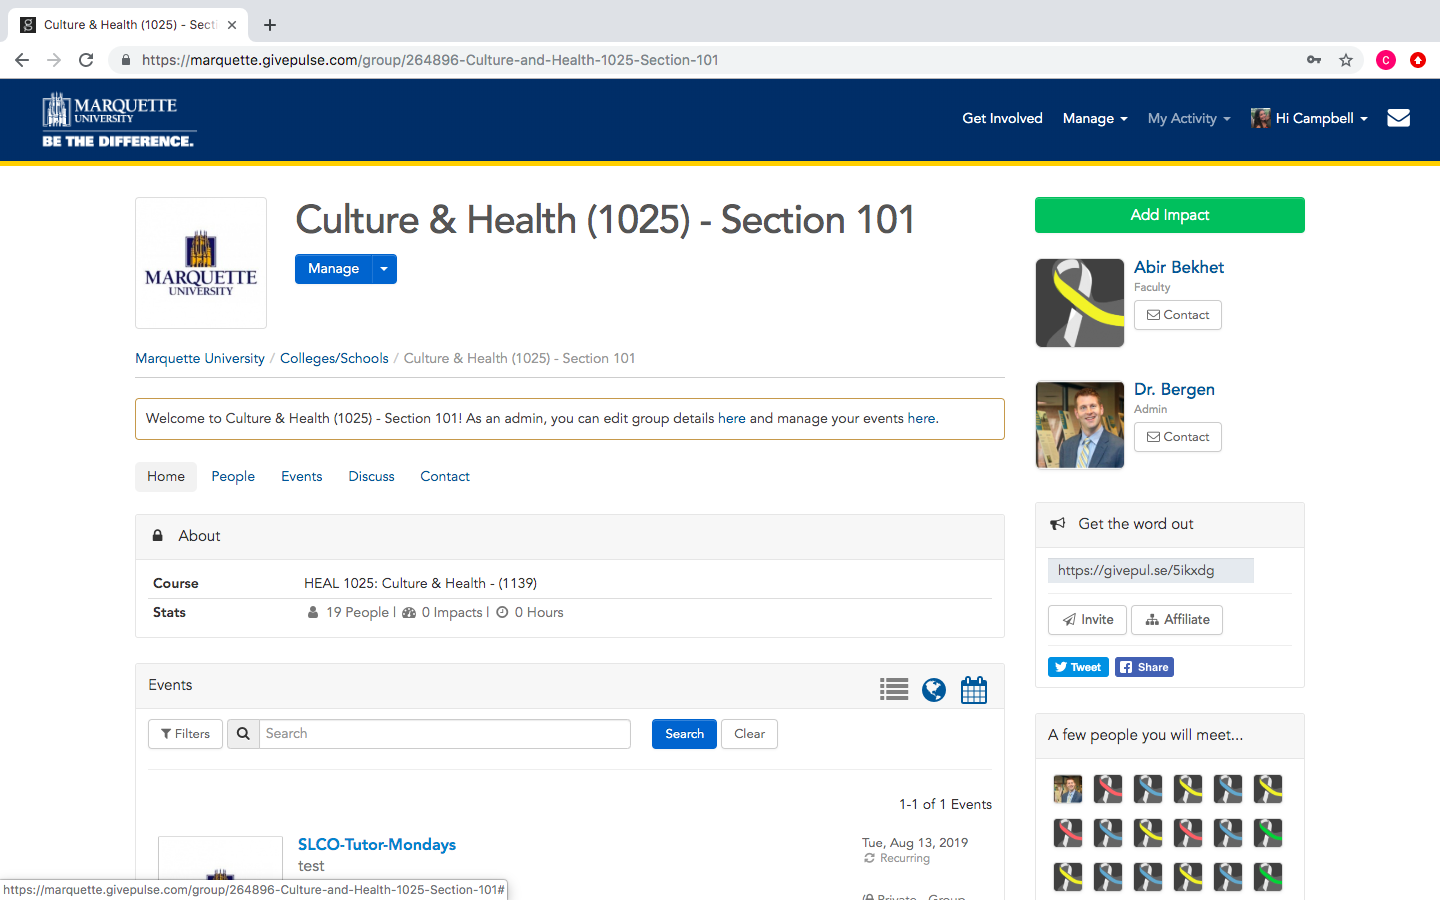 Culture & Health (1025) - Secti
https://marquette.givepulse.com/group/264896-Culture-and-Health-1025-Section-101
C
MARQUETTE
UNIVERSITY
BE THE DIFFERENCE.
Get Involved
Manage
My Activity
Hi Campbell
MARQUETTE
UNIVERSITY
Culture & Health (1025) - Section 101
Manage
Marquette University / Colleges/Schools / Culture & Health (1025) - Section 101
Welcome to Culture & Health (1025) - Section 101! As an admin, you can edit group details here and manage your events here.
Home
People
Events
Discuss
Contact
About
Course HEAL 1025: Culture & Health - (1139)
Stats 19 People | 0 Impacts | 0 Hours
Events
Filters
Search
Search
Clear
1-1 of 1 Events
SLCO-Tutor-Mondays
test
Tue, Aug 13, 2019
Recurring
Private - Group
Add Impact
Abir Bekhet
Faculty
Contact
Dr. Bergen
Admin
Contact
Get the word out
https://givepul.se/5ikxdg
Invite
Affiliate
Tweet
Share
A few people you will meet...
https://marquette.givepulse.com/group/264896-Culture-and-Health-1025-Section-101#